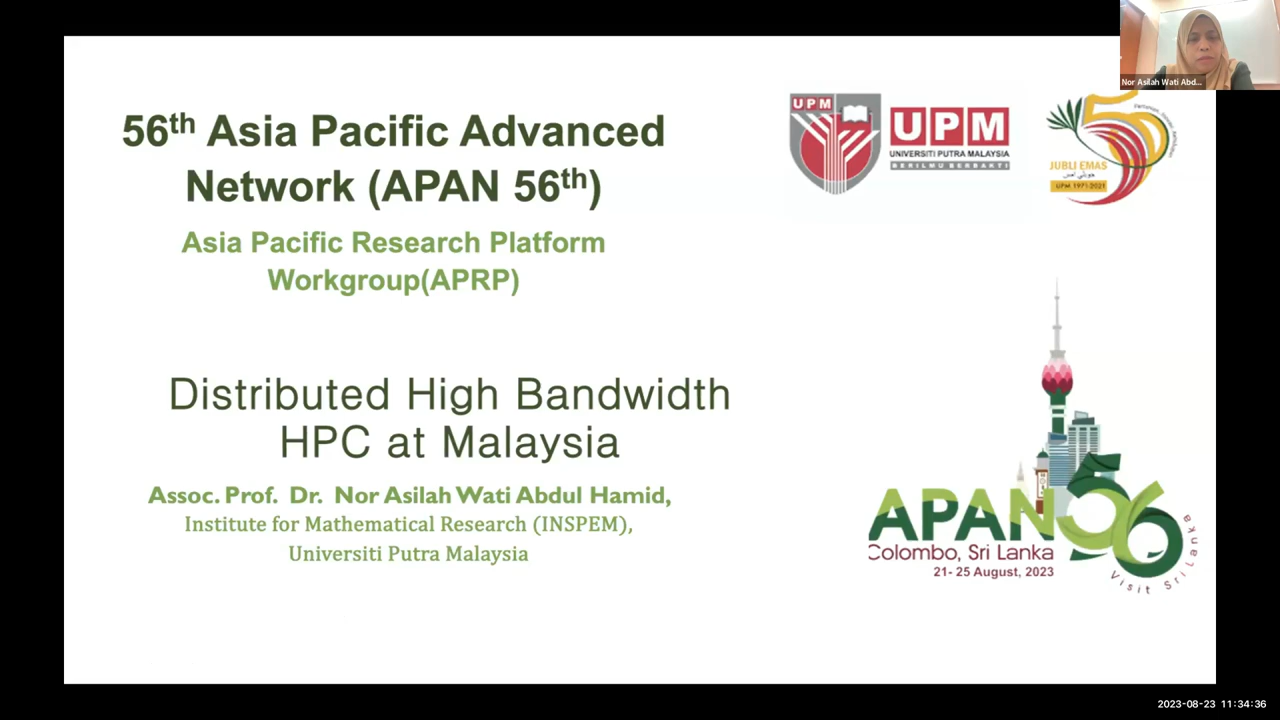 Nor Asilah Wati Abd...
56th Asia Pacific Advanced
Network (APAN 56th)
Asia Pacific Research Platform
Workgroup(APRP)
UPM
UPM
UNIVERSITI PUTRA MALAYSIA
BERILMU BERBAKTI
JUBLI EMAS
جوبلي امس
UPM 1971-2021
Distributed High Bandwidth
HPC at Malaysia
Assoc. Prof. Dr. Nor Asilah Wati Abdul Hamid,
Institute for Mathematical Research (INSPEM),
Universiti Putra Malaysia
APAN 56
Colombo, Sri Lanka
21- 25 August, 2023
Visit Sri Lanka
2023-08-23 11:34:36